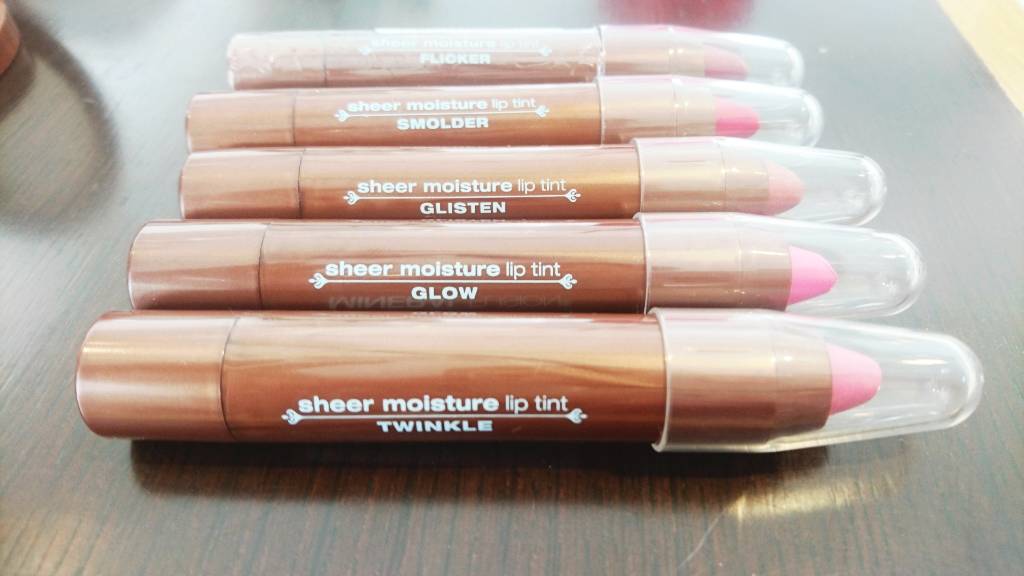 sheer moisture lip tint
FLICKER
sheer moisture lip tint
SMOLDER
sheer moisture lip tint
GLISTEN
sheer moisture lip tint
GLOW
sheer moisture lip tint
TWINKLE